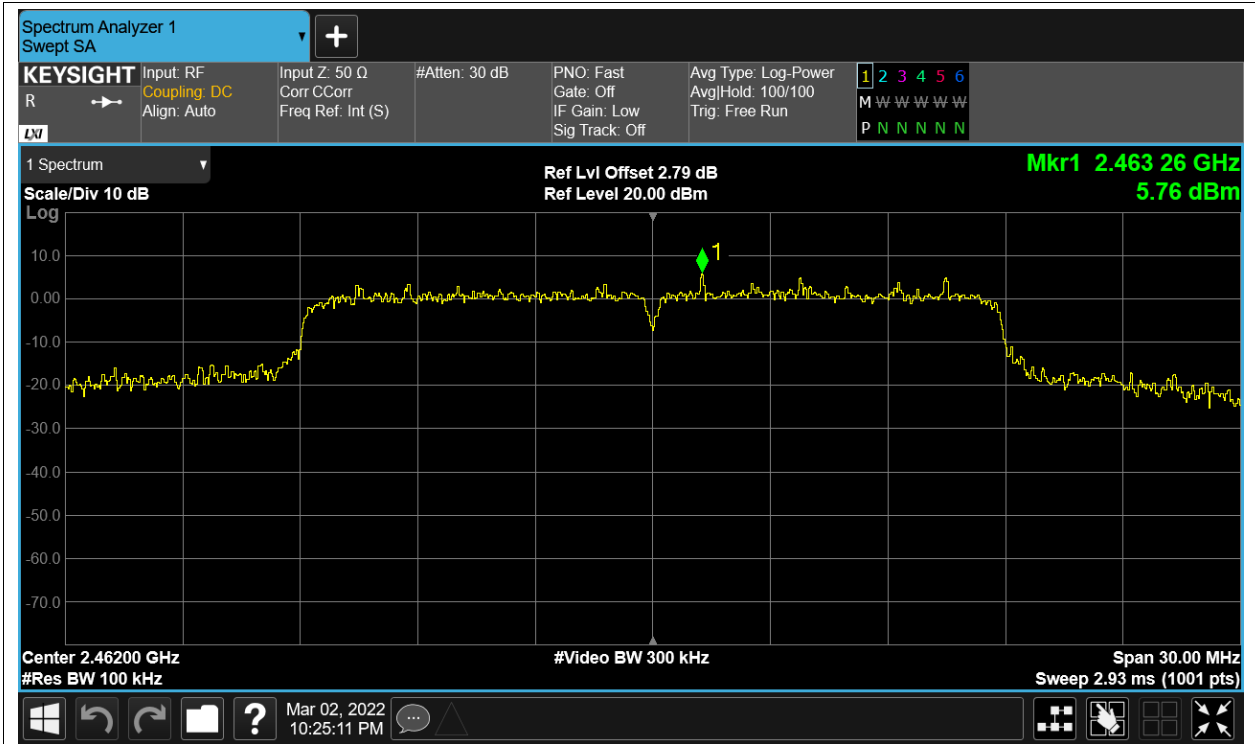 Spectrum Analyzer 1
Swept SA
+
KEYSIGHT
R
LXI
Input: RF
Coupling: DC
Align: Auto
Input Z: 50 Ω
Corr CCorr
Freq Ref: Int (S)
#Atten: 30 dB
PNO: Fast
Gate: Off
IF Gain: Low
Sig Track: Off
Avg Type: Log-Power
Avg|Hold: 100/100
Trig: Free Run
1 2 3 4 5 6
M W W W W W W
P N N N N N N
1 Spectrum
Scale/Div 10 dB
Log
Ref Lvl Offset 2.79 dB
Ref Level 20.00 dBm
Mkr1 2.463 26 GHz
5.76 dBm
1
10.0
0.00
-10.0
-20.0
-30.0
-40.0
-50.0
-60.0
-70.0
Center 2.46200 GHz
#Res BW 100 kHz
#Video BW 300 kHz
Span 30.00 MHz
Sweep 2.93 ms (1001 pts)
?
Mar 02, 2022
10:25:11 PM